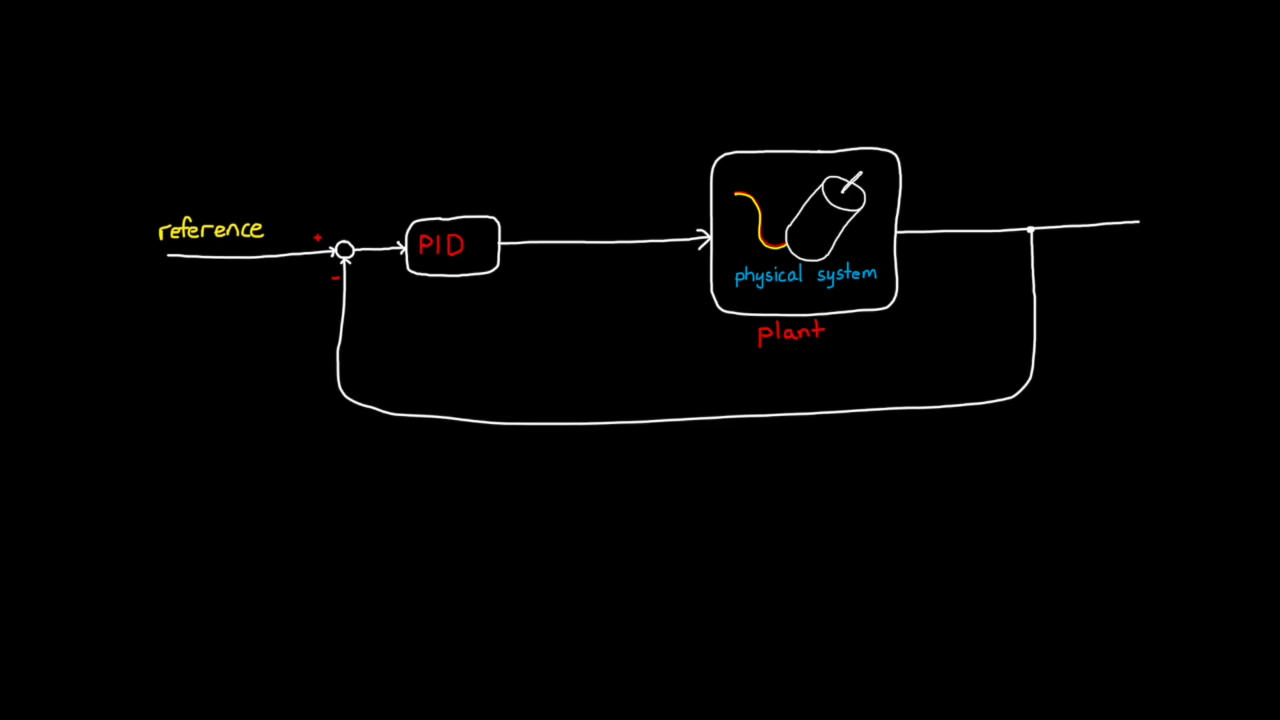 reference
+
-
PID
physical system
plant